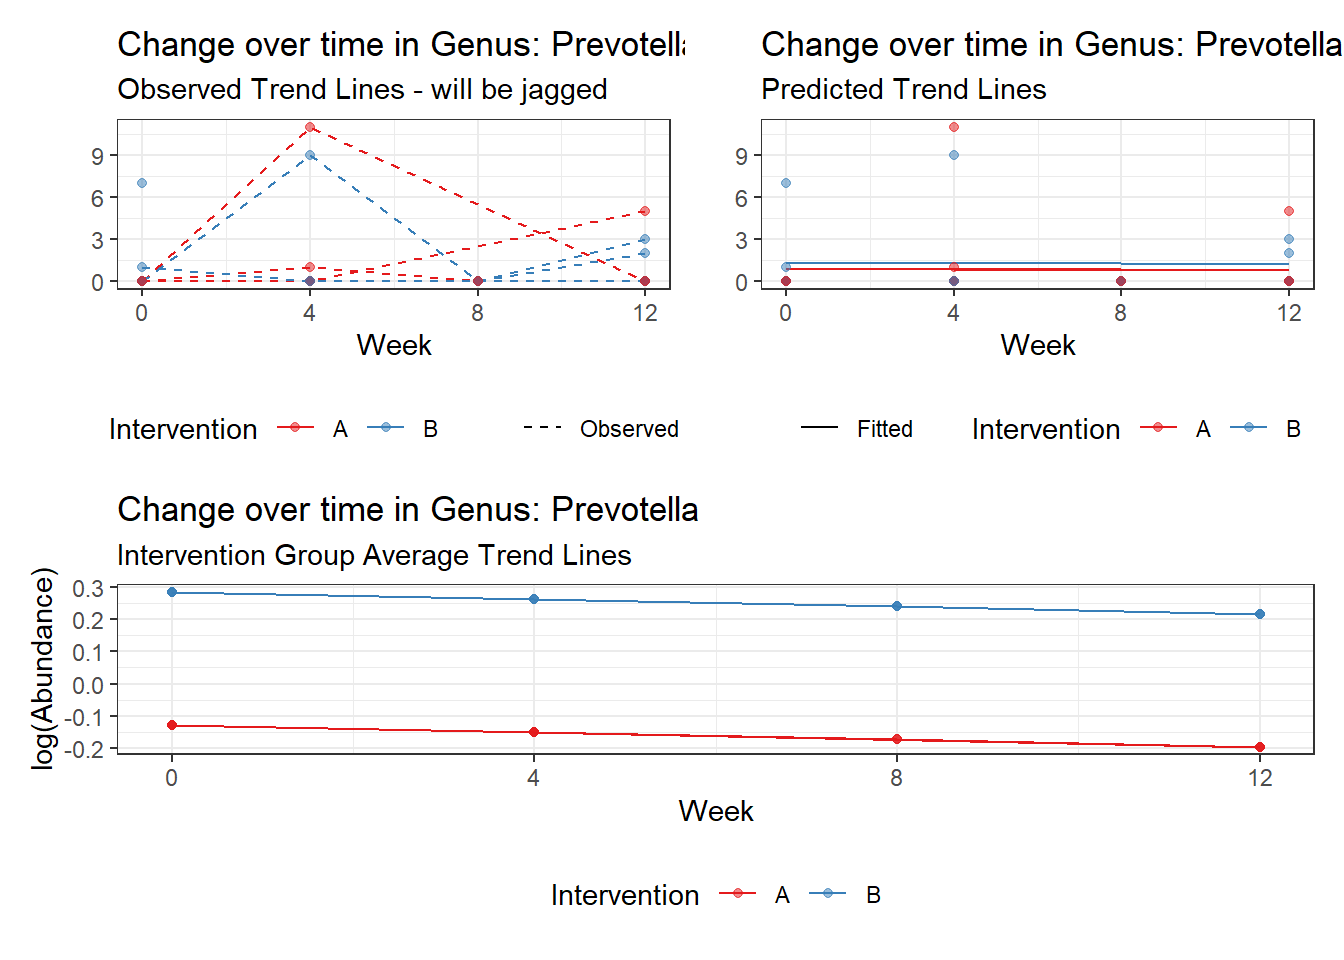 Change over time in Genus: Prevotella
Observed Trend Lines - will be jagged
9
6
3
0
0 4 8 12
Week
Intervention A B Observed
Change over time in Genus: Prevotella
Predicted Trend Lines
9
6
3
0
0 4 8 12
Week
Fitted Intervention A B
Change over time in Genus: Prevotella
Intervention Group Average Trend Lines
log(Abundance)
0.3
0.2
0.1
0.0
-0.1
-0.2
0 4 8 12
Week
Intervention A B